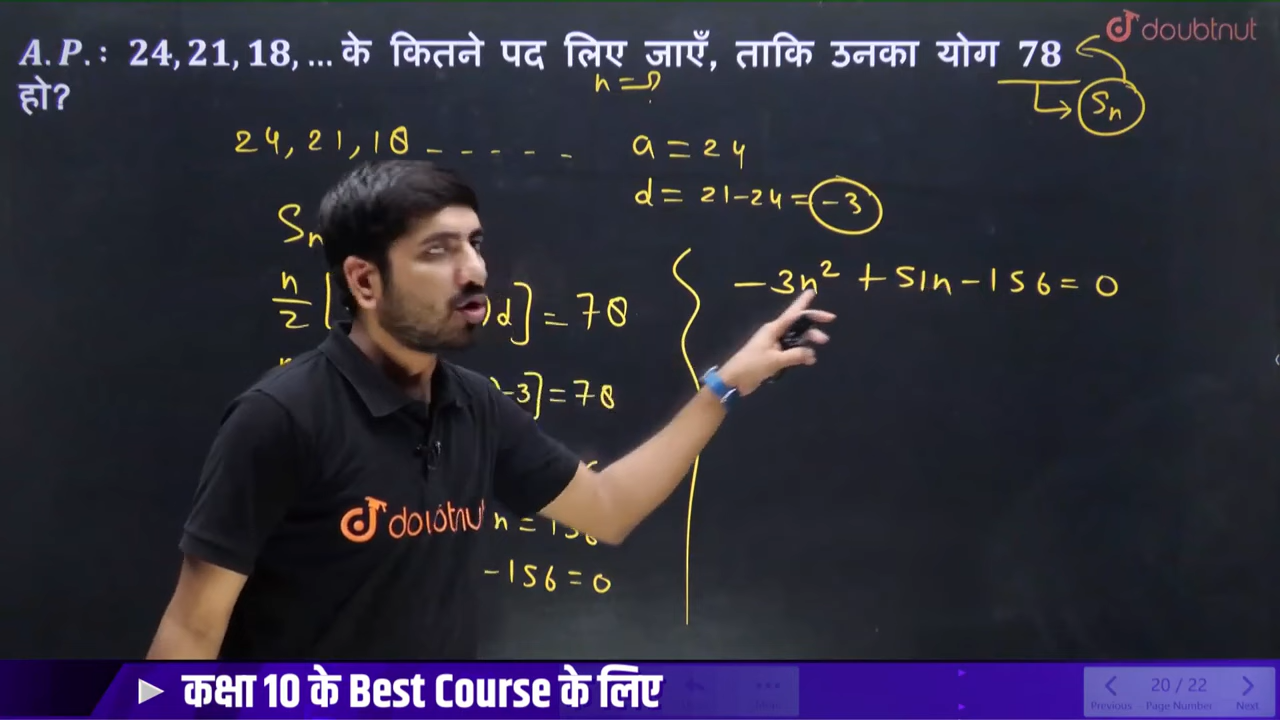 doubtnut
A.P.: 24, 21, 18, ... के कितने पद लिए जाएँ, ताकि उनका योग 78
हो?
n = ?
Sn
24, 21, 18 - - - - -
a = 24
d = 21-24 = -3
Sn
n/2 [ )d] = 78
)-3] = 78
n = 156
-156 = 0
-3n² + 51n - 156 = 0
doubtnut
कक्षा 10 के Best Course के लिए
20 / 22
Previous Page Number Next